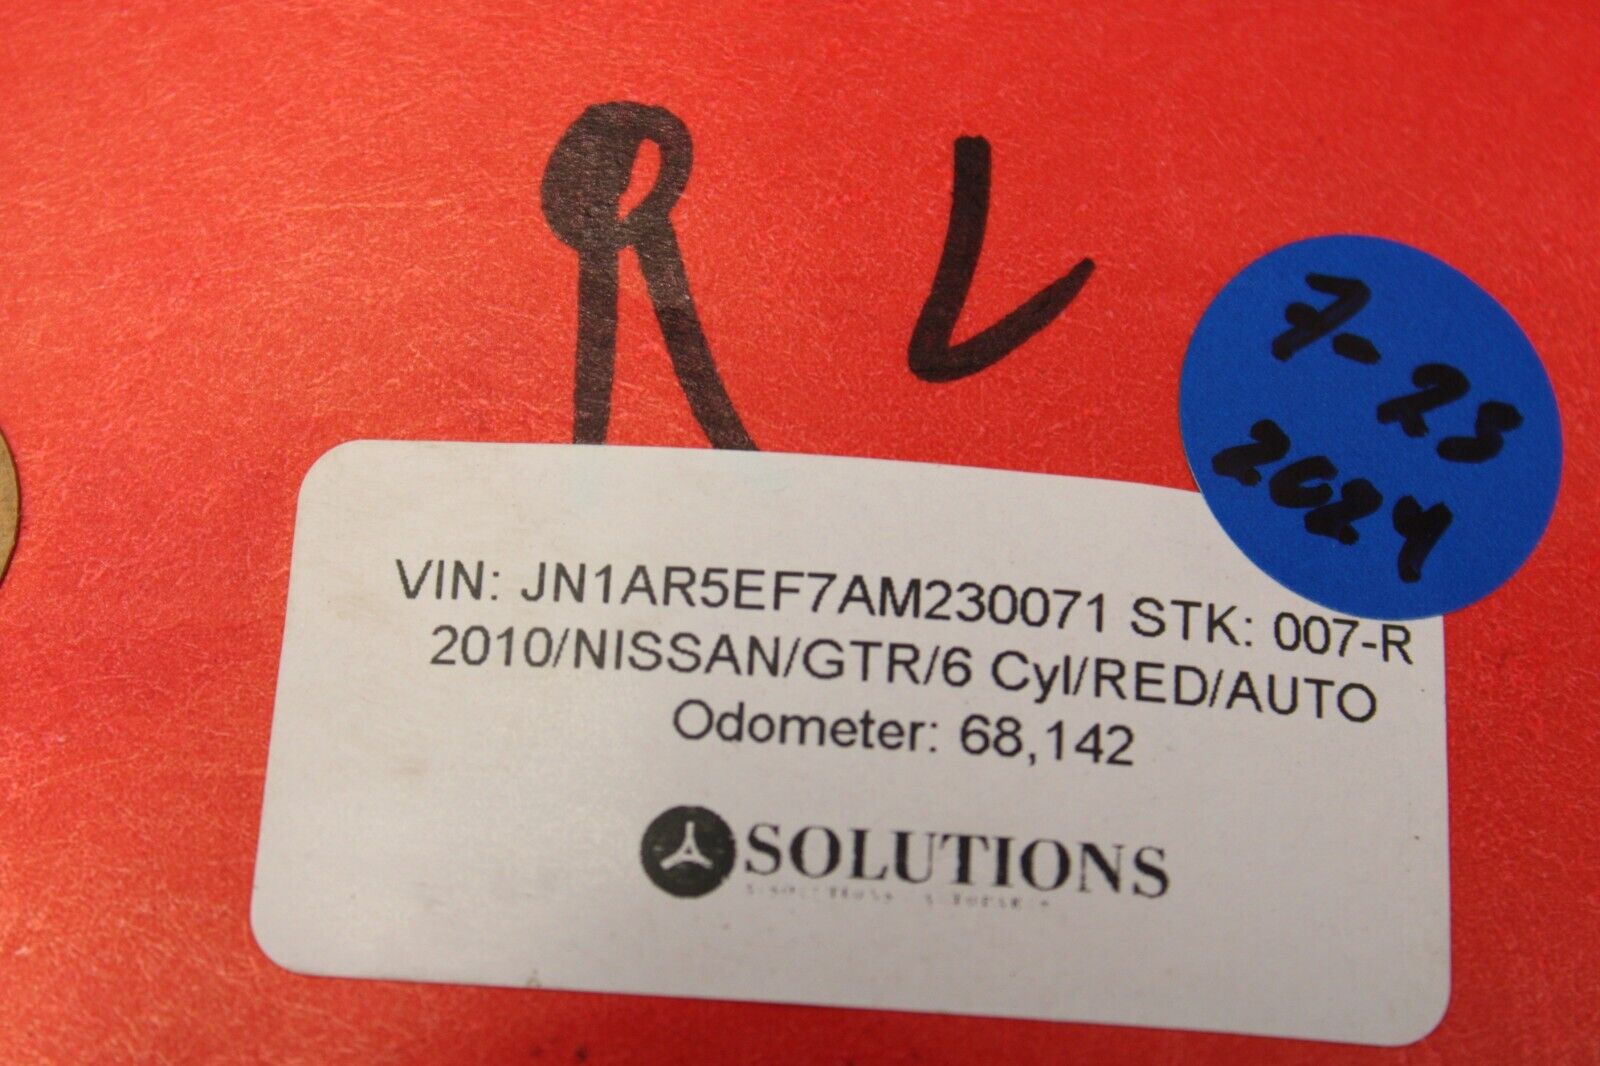 R L
7-23
2024
VIN: JN1AR5EF7AM230071 STK: 007-R
2010/NISSAN/GTR/6 Cyl/RED/AUTO
Odometer: 68,142
SOLUTIONS